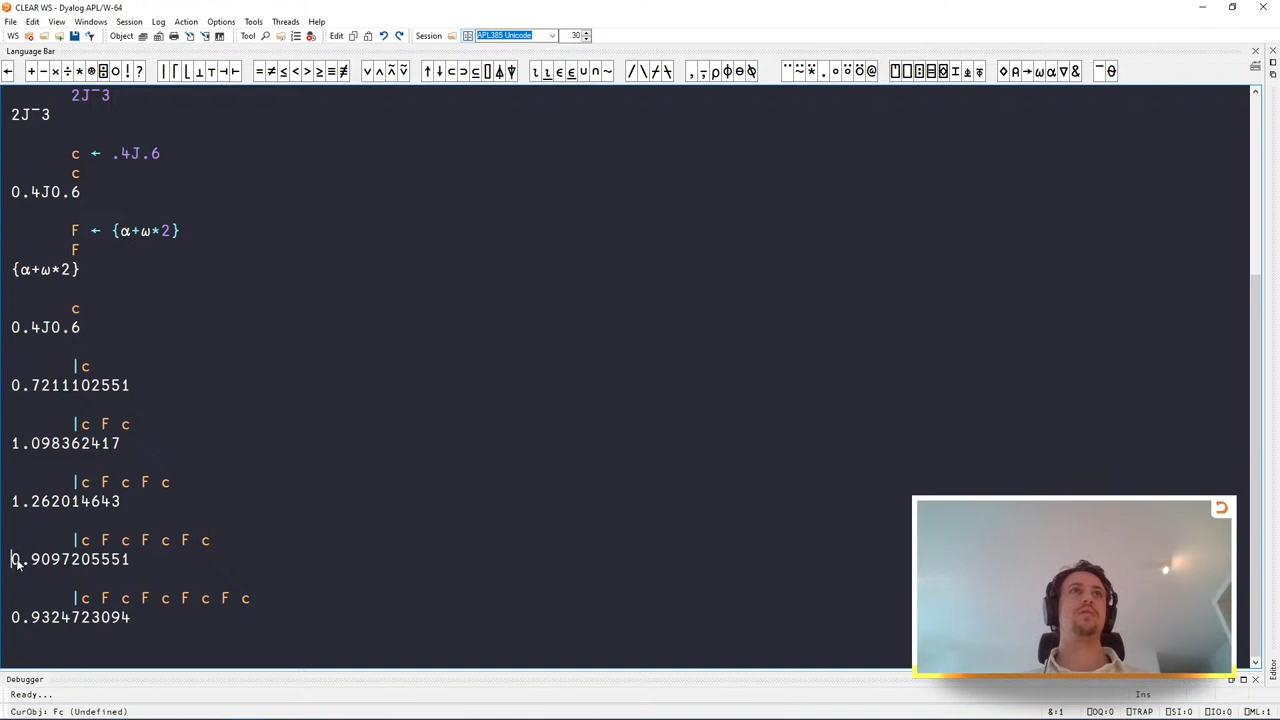 CLEAR WS - Dyalog APL/W-64
File Edit View Windows Session Log Action Options Tools Threads Help
WS Object Tool Edit Session APL385 Unicode 30
Language Bar
2J¯3
2J¯3
c ← .4J.6
c
0.4J0.6
F ← {⍺+⍵*2}
F
{⍺+⍵*2}
c
0.4J0.6
|c
0.7211102551
|c F c
1.098362417
|c F c F c
1.262014643
|c F c F c F c
0.9097205551
|c F c F c F c F c
0.9324723094
Debugger
Ready...
Ins
CurObj: Fc (Undefined)
&:1 ⎕DQ:0 ⎕TRAP ⎕SI:0 ⎕IO:0 ⎕ML:1
Editor